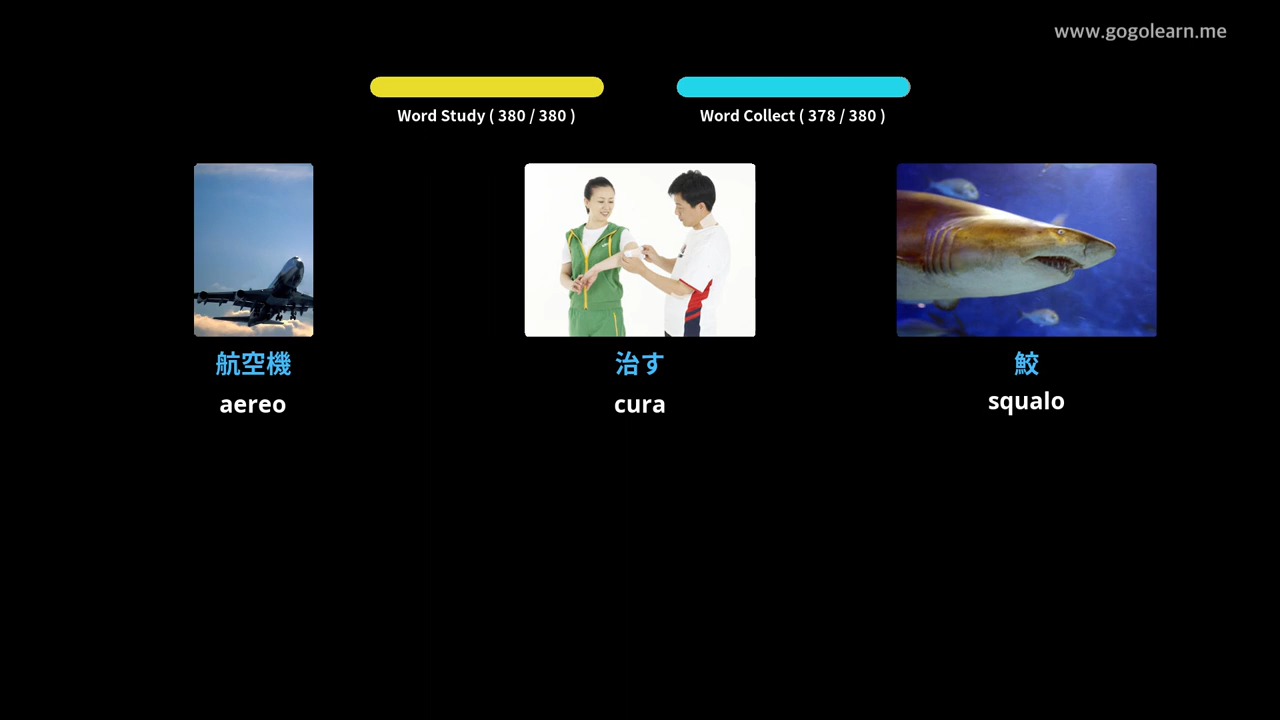 www.gogolearn.me
Word Study ( 380 / 380 )
Word Collect ( 378 / 380 )
航空機
治す
鮫
aereo
cura
squalo